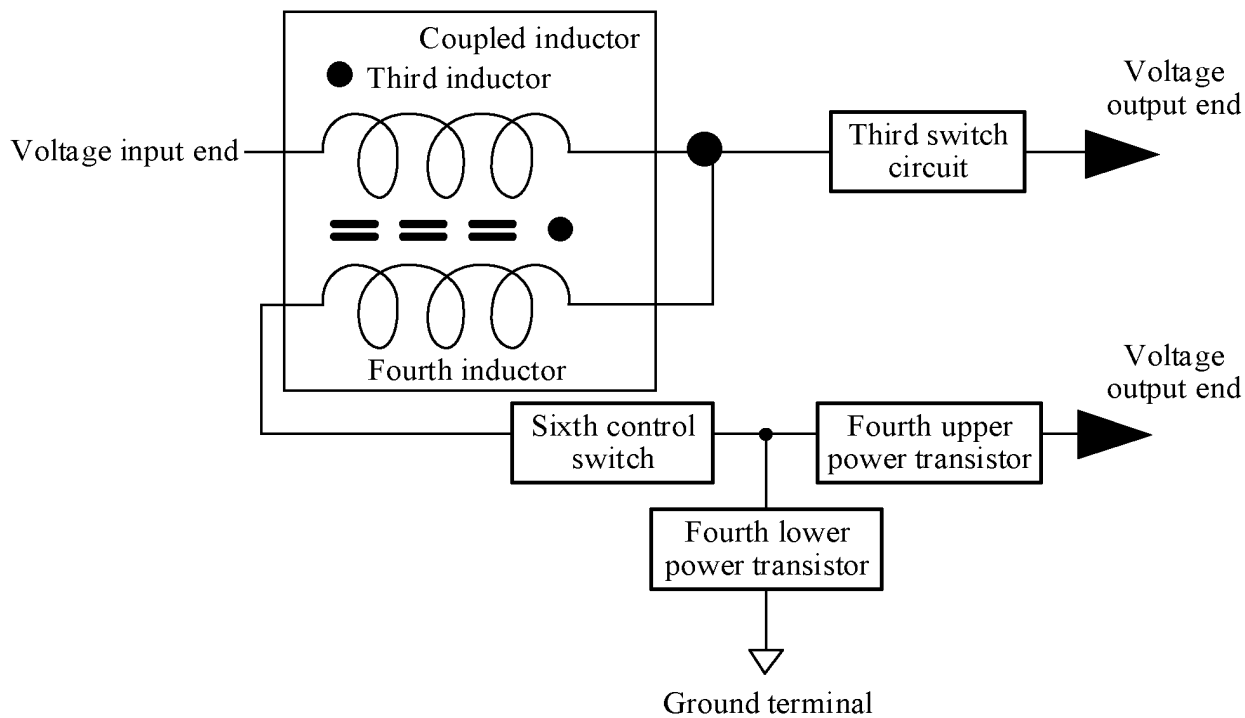 Coupled inductor
Third inductor
Voltage
output end
Voltage input end
Third switch
circuit
Fourth inductor
Voltage
output end
Sixth control
switch
Fourth upper
power transistor
Fourth lower
power transistor
Ground terminal